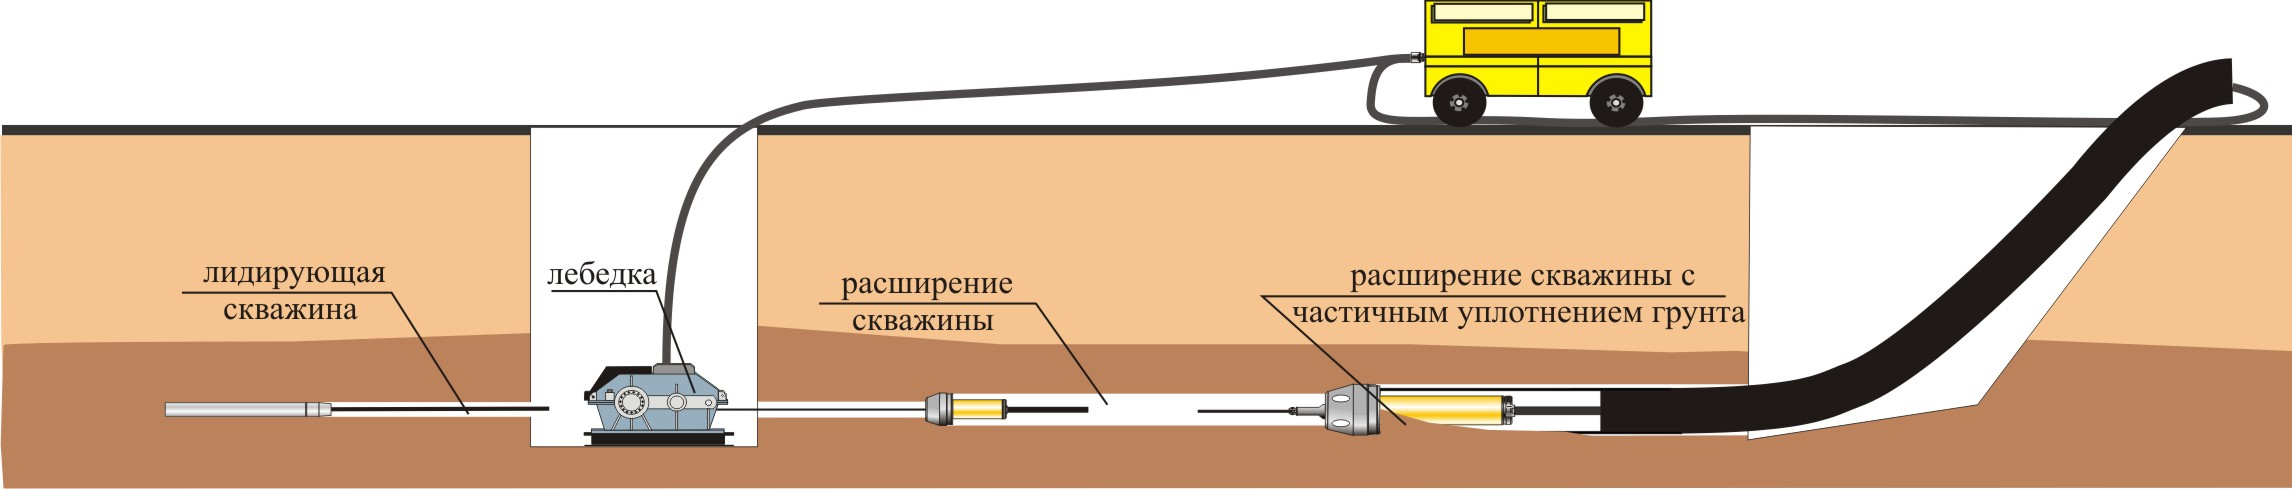 лидирующая
скважина
лебедка
расширение
скважины
расширение скважины с
частичным уплотнением грунта